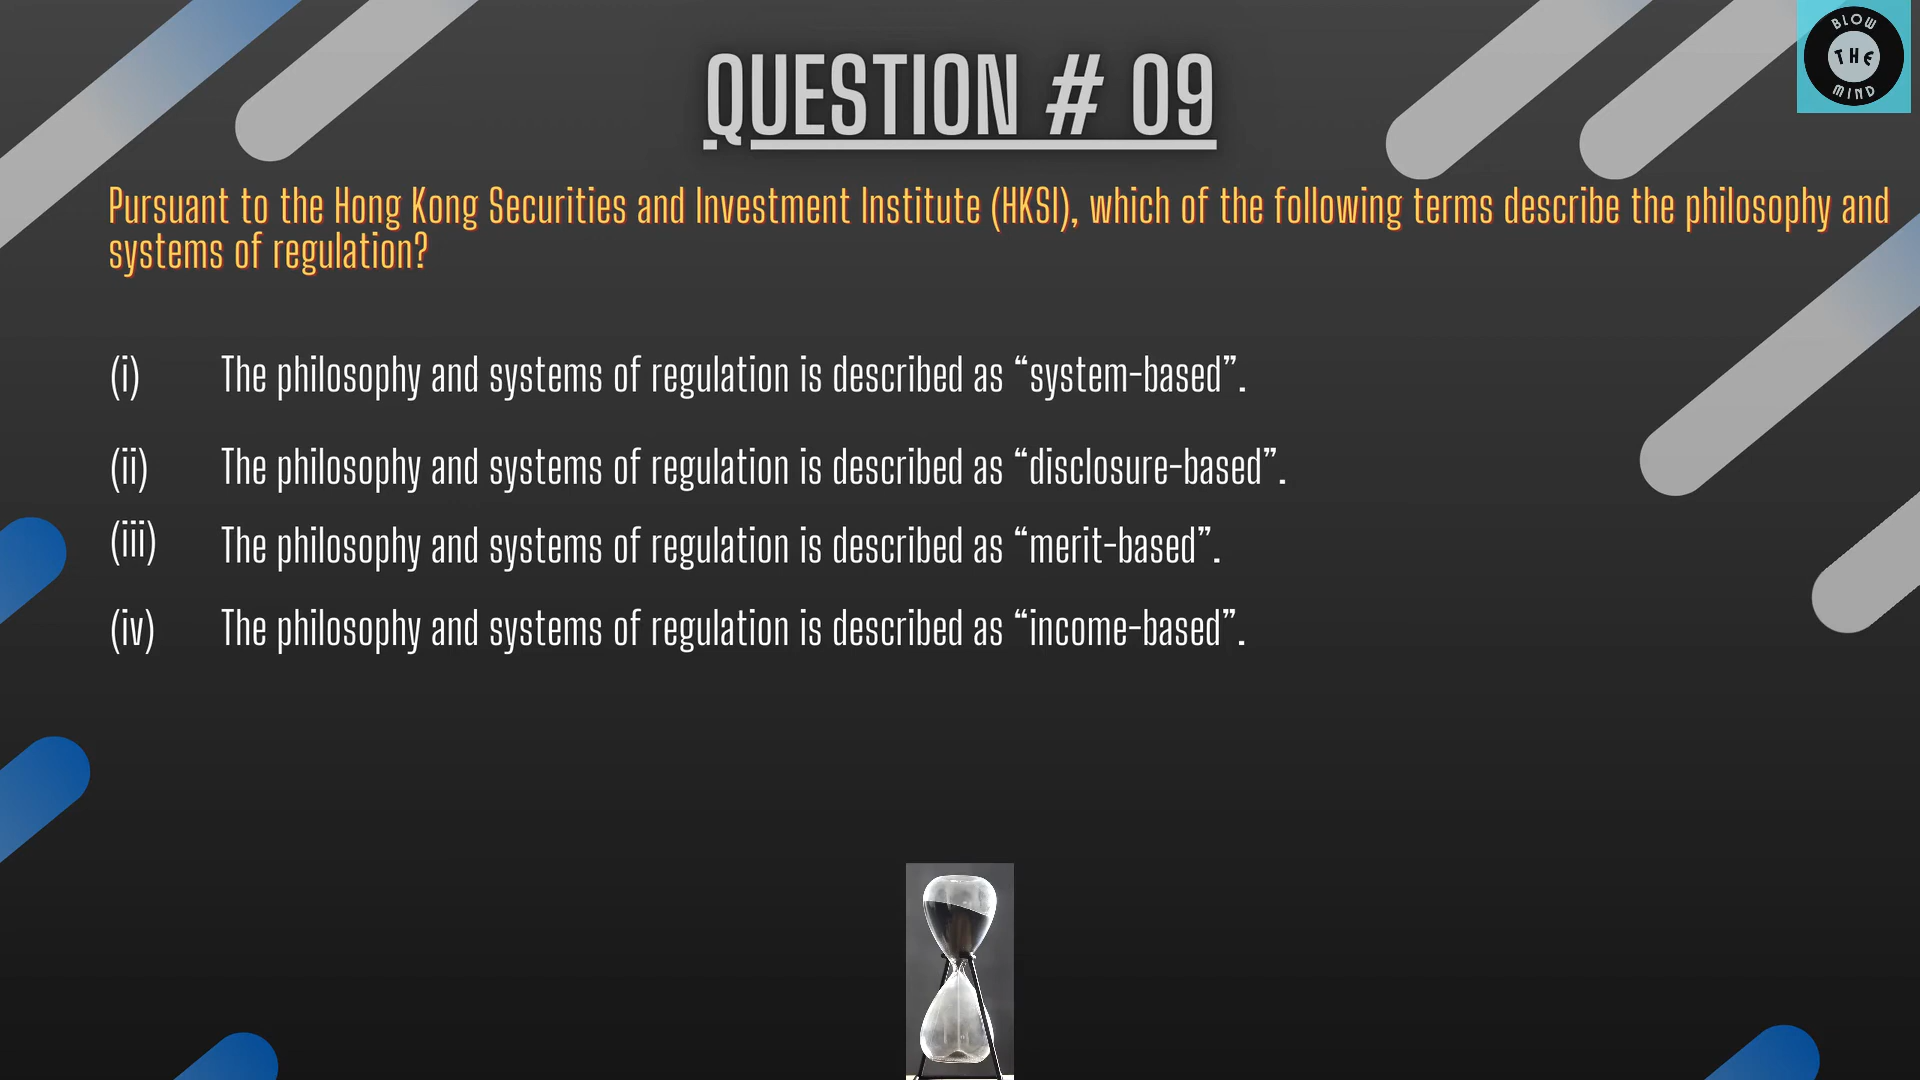 BLOW
THE
MIND
QUESTION # 09
Pursuant to the Hong Kong Securities and Investment Institute (HKSI), which of the following terms describe the philosophy and
systems of regulation?
(i) The philosophy and systems of regulation is described as “system-based”.
(ii) The philosophy and systems of regulation is described as “disclosure-based”.
(iii) The philosophy and systems of regulation is described as “merit-based”.
(iv) The philosophy and systems of regulation is described as “income-based”.